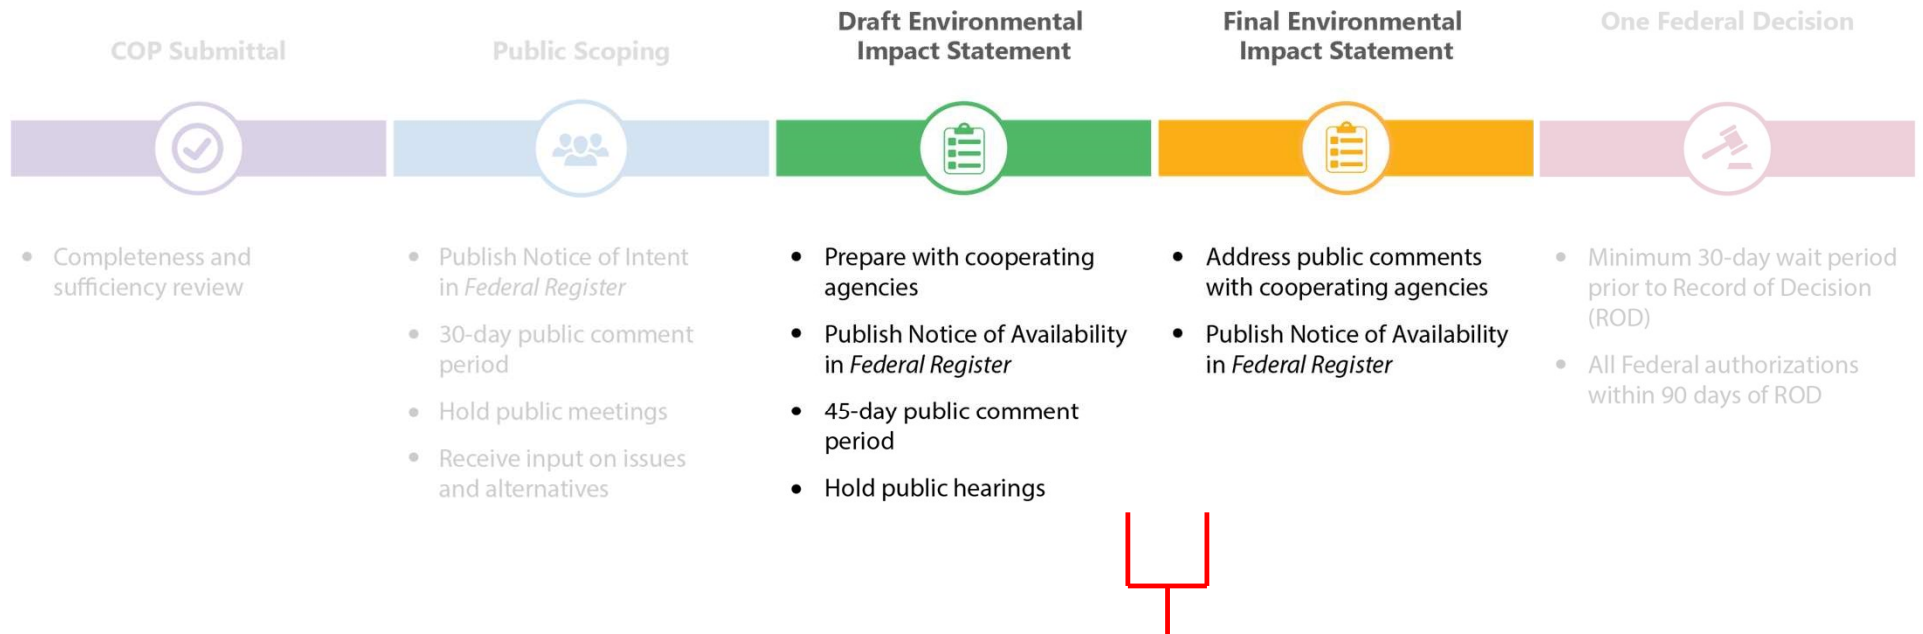 COP Submittal
Public Scoping
Draft Environmental
Impact Statement
Final Environmental
Impact Statement
One Federal Decision
• Completeness and
sufficiency review
• Publish Notice of Intent
in Federal Register
• 30-day public comment
period
• Hold public meetings
• Receive input on issues
and alternatives
• Prepare with cooperating
agencies
• Publish Notice of Availability
in Federal Register
• 45-day public comment
period
• Hold public hearings
• Address public comments
with cooperating agencies
• Publish Notice of Availability
in Federal Register
• Minimum 30-day wait period
prior to Record of Decision
(ROD)
• All Federal authorizations
within 90 days of ROD